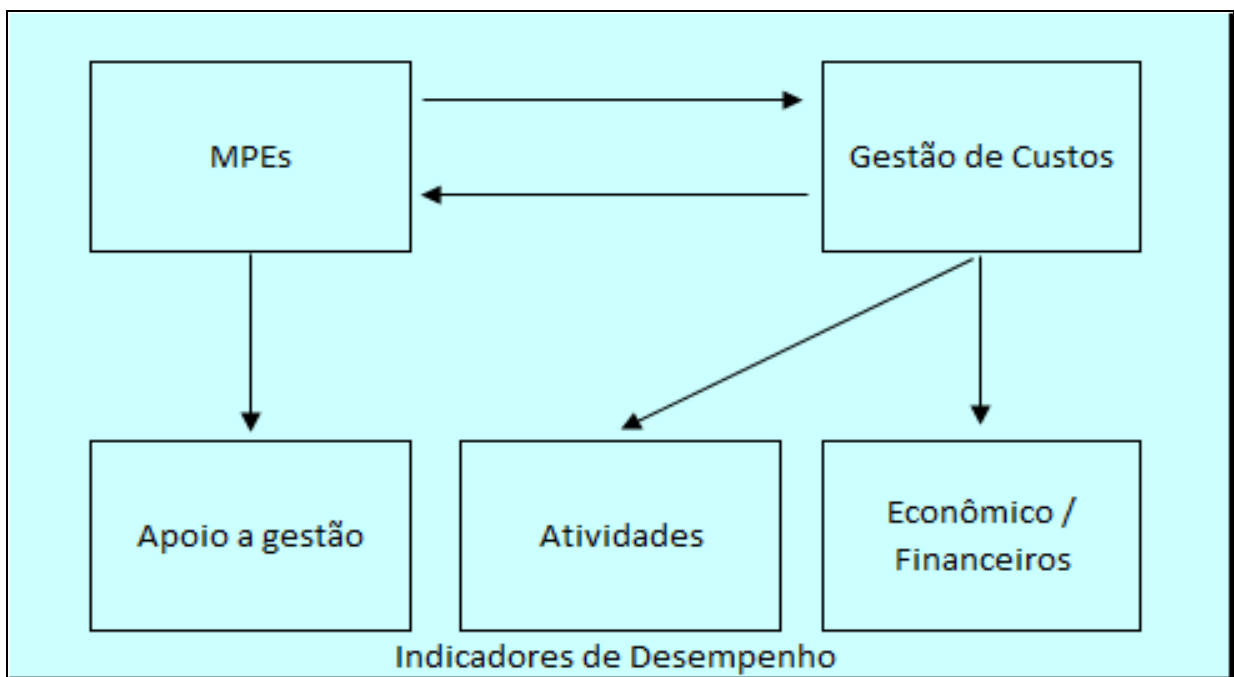 MPEs
Gestão de Custos
Apoio a gestão
Atividades
Econômico /
Financeiros
Indicadores de Desempenho